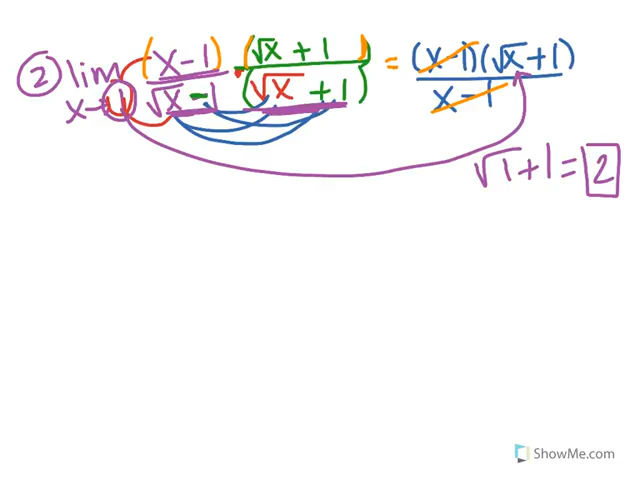 ② lim x→1 (x-1)/(√x-1) · (√x+1)/(√x+1) = (x-1)(√x+1)/(x-1)
√1+1=2
ShowMe.com